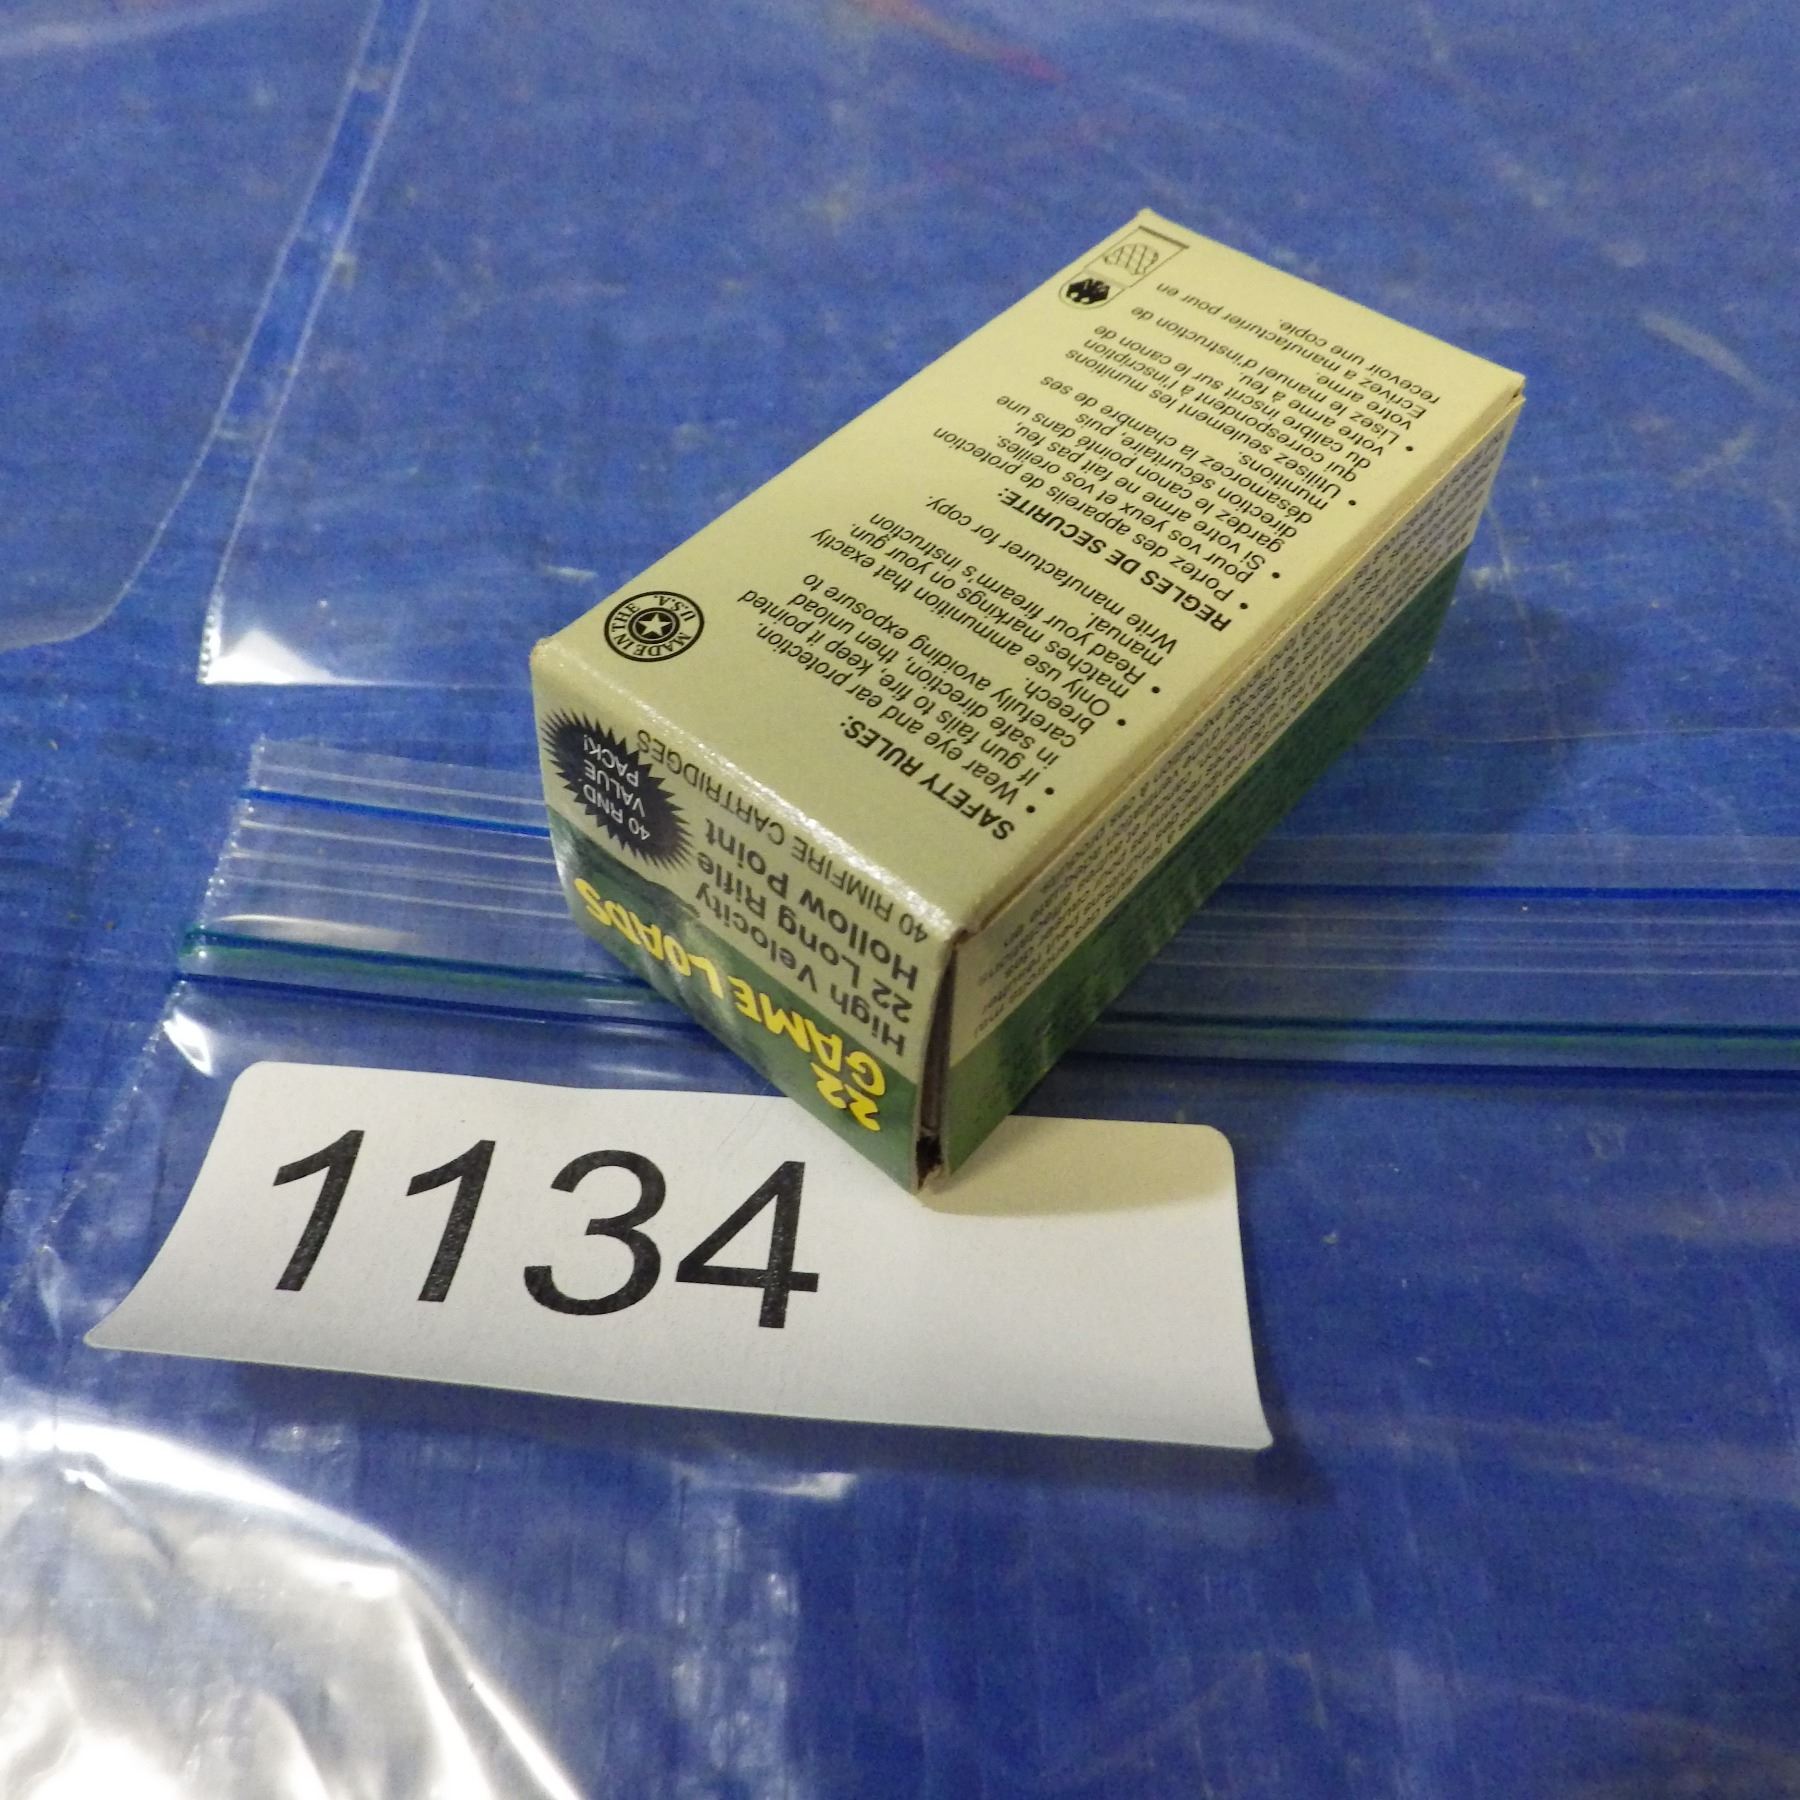 SAFETY RULES:
• Wear eye and ear protection.
• If gun fails to fire, keep it pointed
in safe direction, then unload
carefully avoiding exposure to
breech.
• Only use ammunition that exactly
matches markings on your gun.
• Read your firearm's instruction
manual.
Write manufacturer for copy.
REGLES DE SECURITE:
• Portez des appareils de protection
pour vos yeux et vos oreilles.
• Si votre arme ne fait pas feu,
gardez le canon pointé dans une
direction sécuritaire, puis
désamorcez la chambre de ses
munitions.
• Utilisez seulement les munitions
qui correspondent à l'inscription
du calibre inscrit sur le canon de
votre arme à feu.
• Lisez le manuel d'instruction de
votre arme.
Ecrivez a manufacturier pour en
recevoir une copie.
MADE IN THE
U.S.A.
22
GAME LOADS
High Velocity
22 Long Rifle
Hollow Point
40 RIMFIRE CARTRIDGES
40 RND
VALUE
PACK!
1134